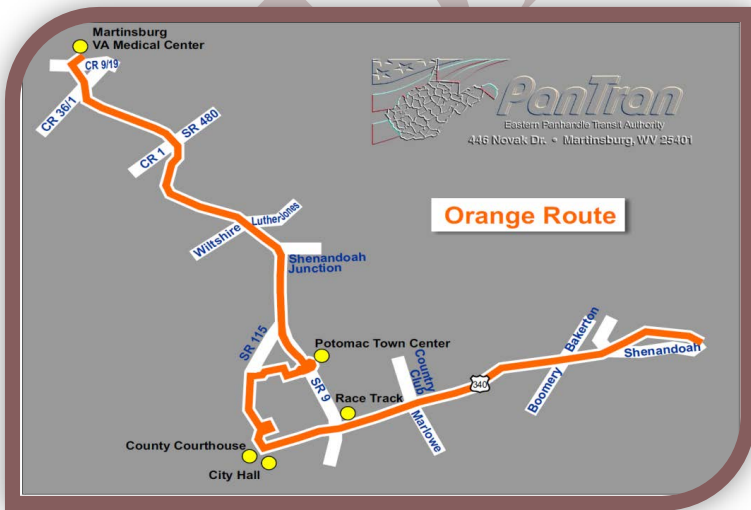 Martinsburg
VA Medical Center
CR 9/19
CR 36/1
SR 480
CR 1
PanTran
Eastern Panhandle Transit Authority
446 Novak Dr. • Martinsburg, WV 25401
Orange Route
LutherJones
Wiltshire
Shenandoah
Junction
SR 115
Potomac Town Center
SR 9
Race Track
Country
Club
Marlowe
340
Bakerton
Boomery
Shenandoah
County Courthouse
City Hall